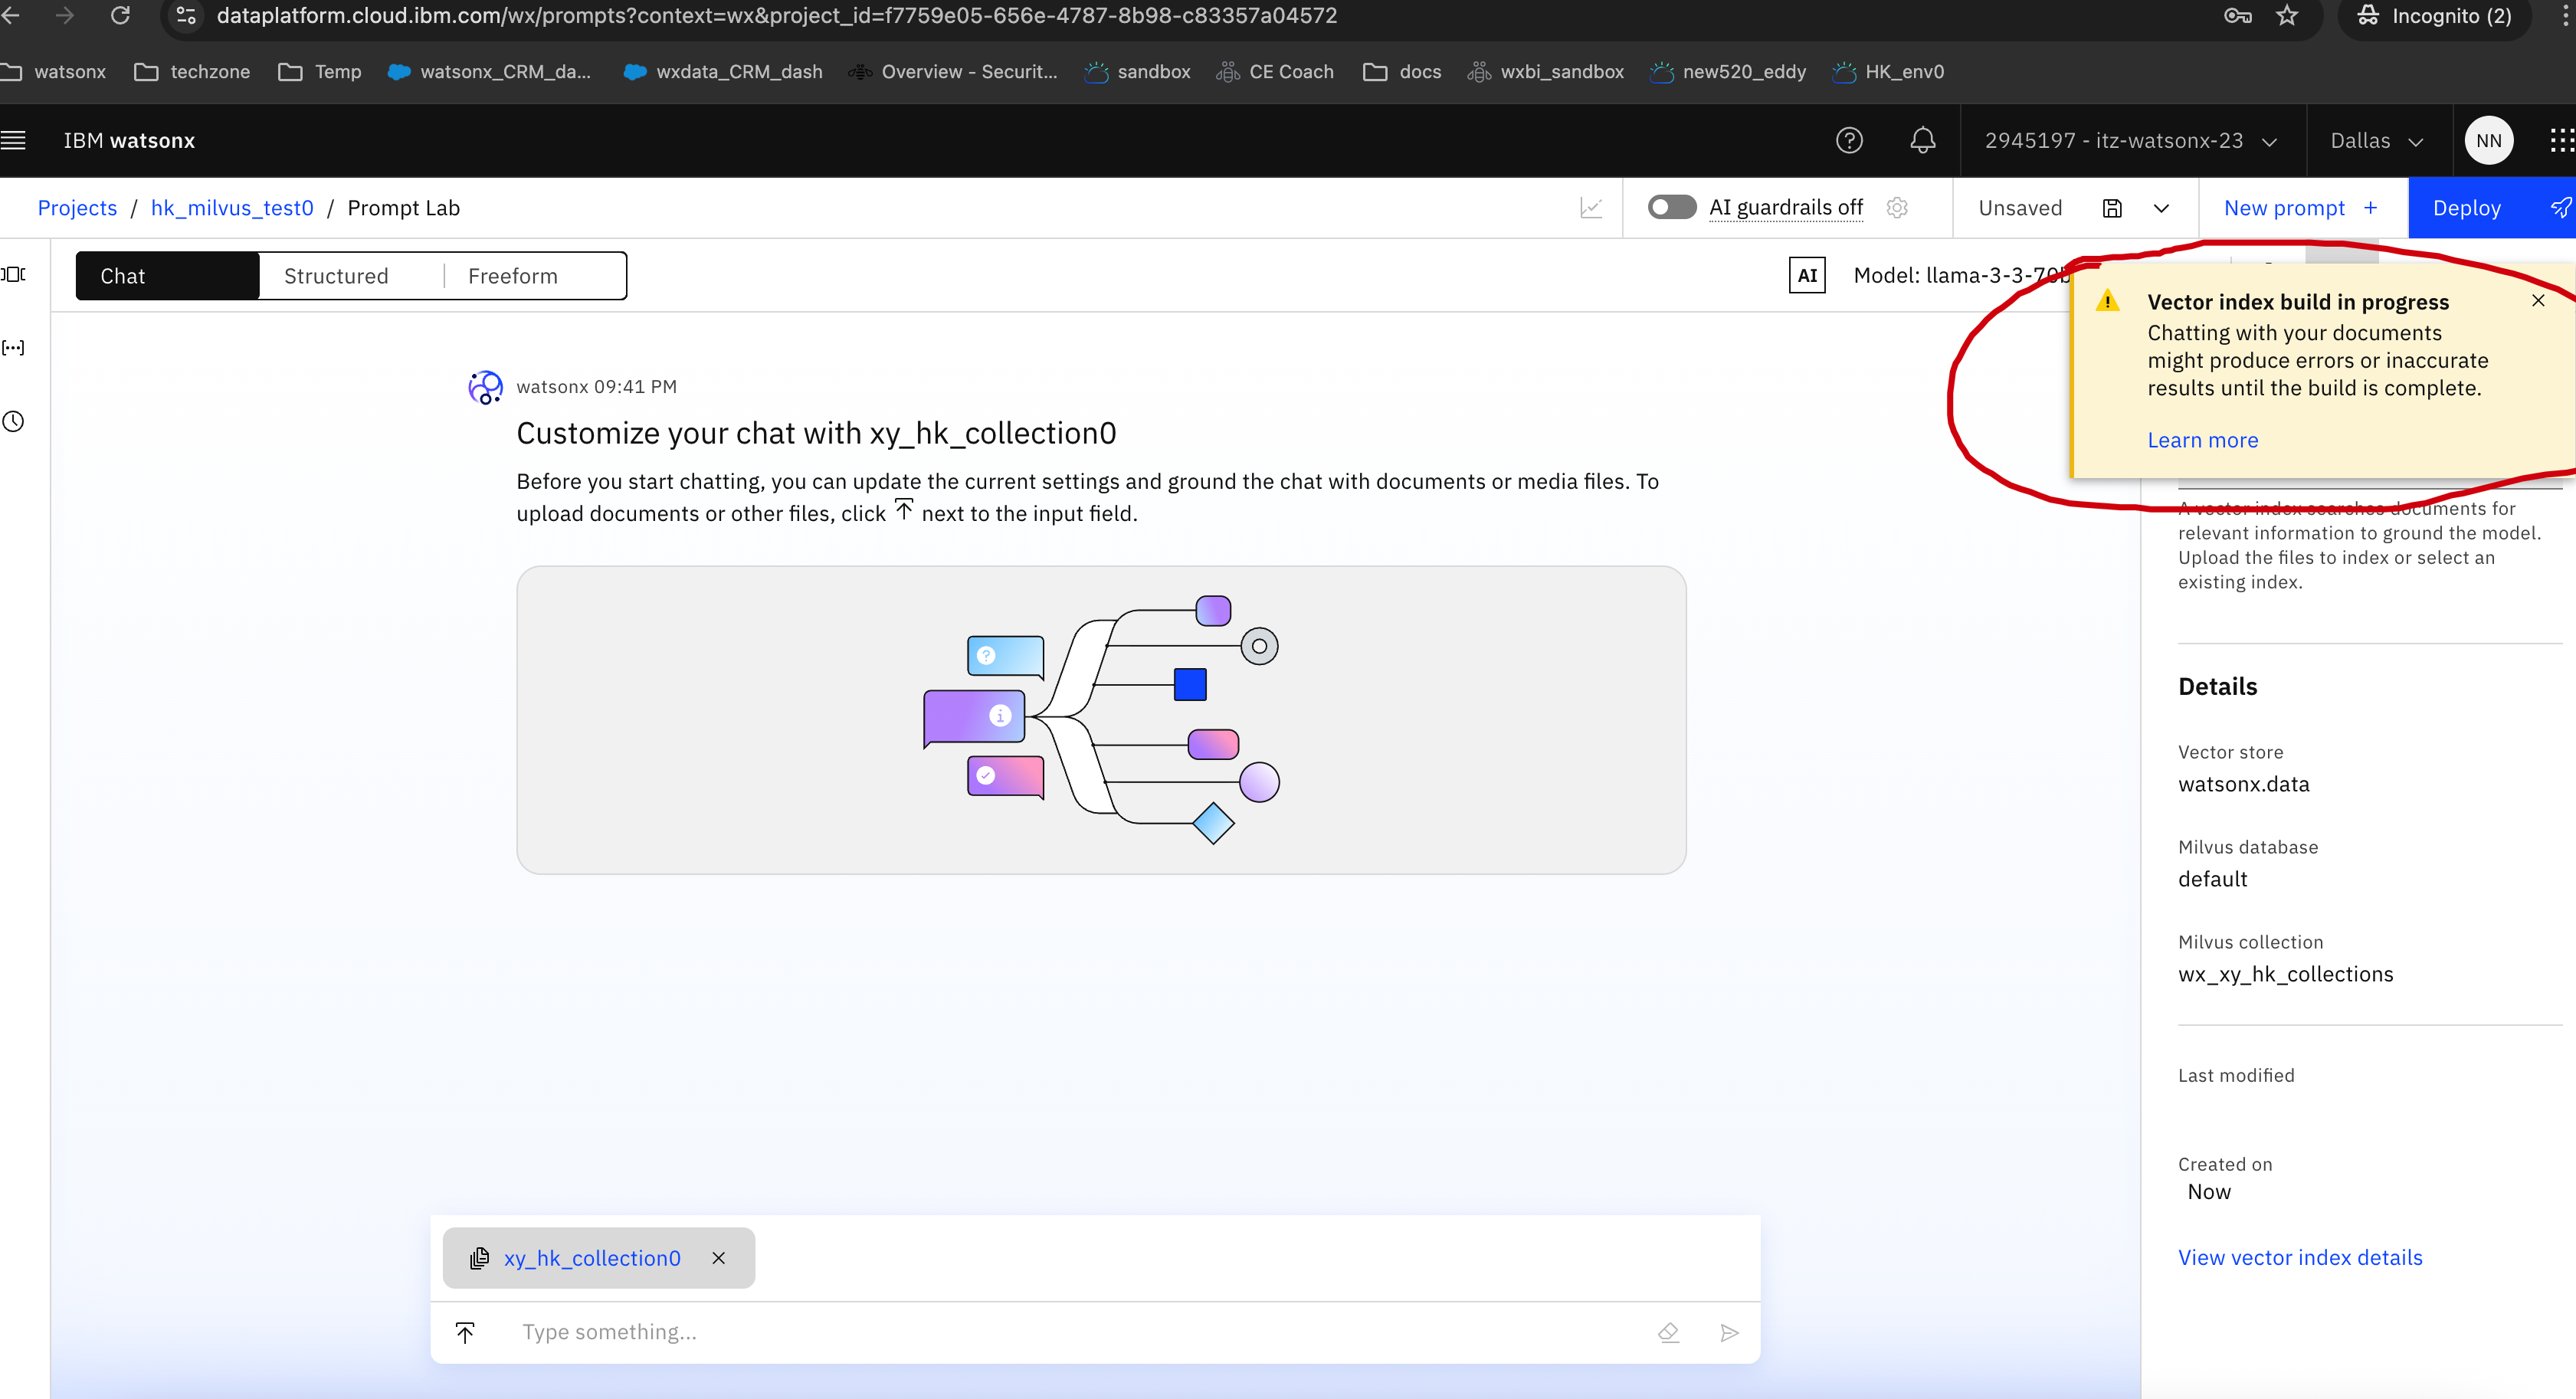 dataplatform.cloud.ibm.com/wx/prompts?context=wx&project_id=f7759e05-656e-4787-8b98-c83357a04572
Incognito (2)
watsonx
techzone
Temp
watsonx_CRM_da...
wxdata_CRM_dash
Overview - Securit...
sandbox
CE Coach
docs
wxbi_sandbox
new520_eddy
HK_env0
IBM watsonx
2945197 - itz-watsonx-23
Dallas
NN
Projects / hk_milvus_test0 / Prompt Lab
AI guardrails off
Unsaved
New prompt +
Deploy
Chat
Structured
Freeform
AI
Model: llama-3-3-70b
Vector index build in progress
Chatting with your documents
might produce errors or inaccurate
results until the build is complete.
Learn more
watsonx 09:41 PM
Customize your chat with xy_hk_collection0
Before you start chatting, you can update the current settings and ground the chat with documents or media files. To
upload documents or other files, click next to the input field.
A vector index searches documents for
relevant information to ground the model.
Upload the files to index or select an
existing index.
Details
Vector store
watsonx.data
Milvus database
default
Milvus collection
wx_xy_hk_collections
Last modified
Created on
Now
View vector index details
xy_hk_collection0
Type something...